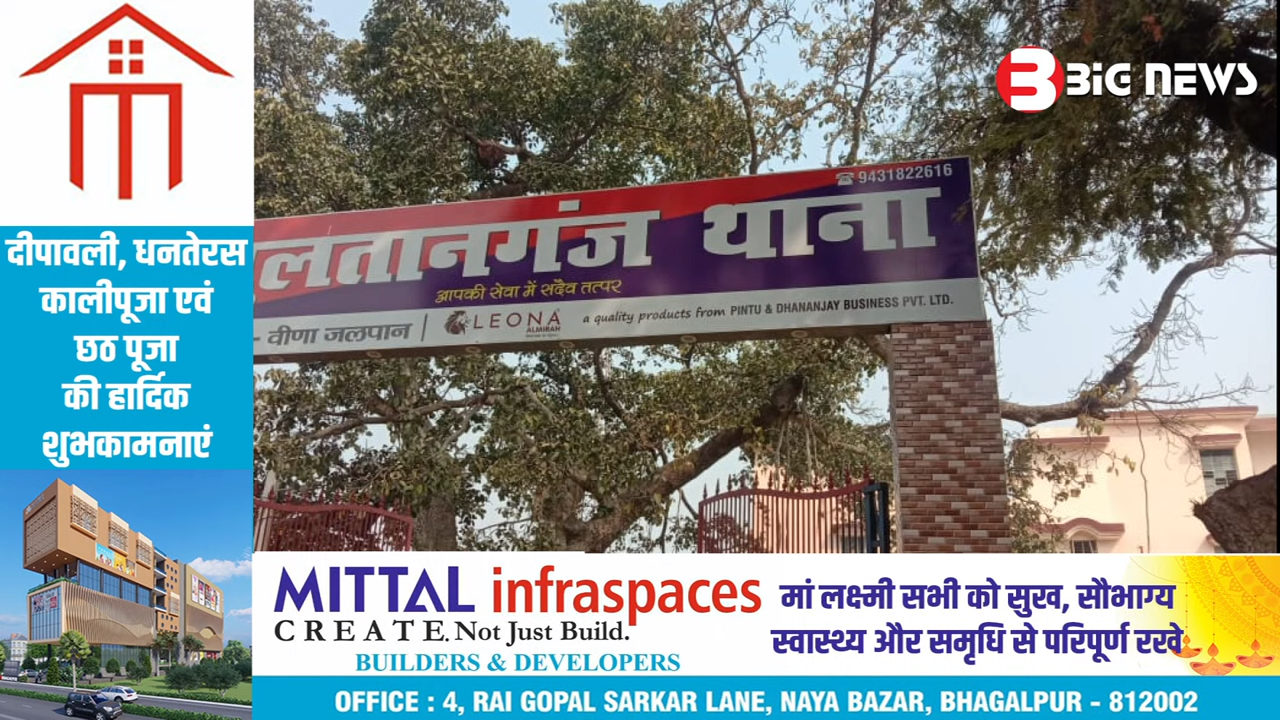 BiG NEWS
9431822616
लतानगंज थाना
आपकी सेवा में सदैव तत्पर
- वीणा जलपान | LEONA ALMIRAH a quality products from PINTU & DHANANJAY BUSINESS PVT. LTD.
दीपावली, धनतेरस
कालीपूजा एवं
छठ पूजा
की हार्दिक
शुभकामनाएं
MITTAL infraspaces
CREATE. Not Just Build.
BUILDERS & DEVELOPERS
मां लक्ष्मी सभी को सुख, सौभाग्य
स्वास्थ्य और समृधि से परिपूर्ण रखे
OFFICE : 4, RAI GOPAL SARKAR LANE, NAYA BAZAR, BHAGALPUR - 812002